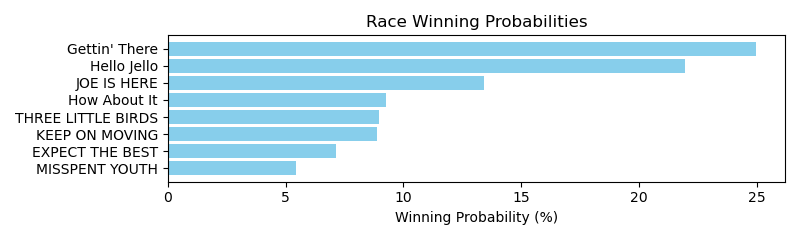 Race Winning Probabilities
Gettin' There
Hello Jello
JOE IS HERE
How About It
THREE LITTLE BIRDS
KEEP ON MOVING
EXPECT THE BEST
MISSPENT YOUTH
0 5 10 15 20 25
Winning Probability (%)